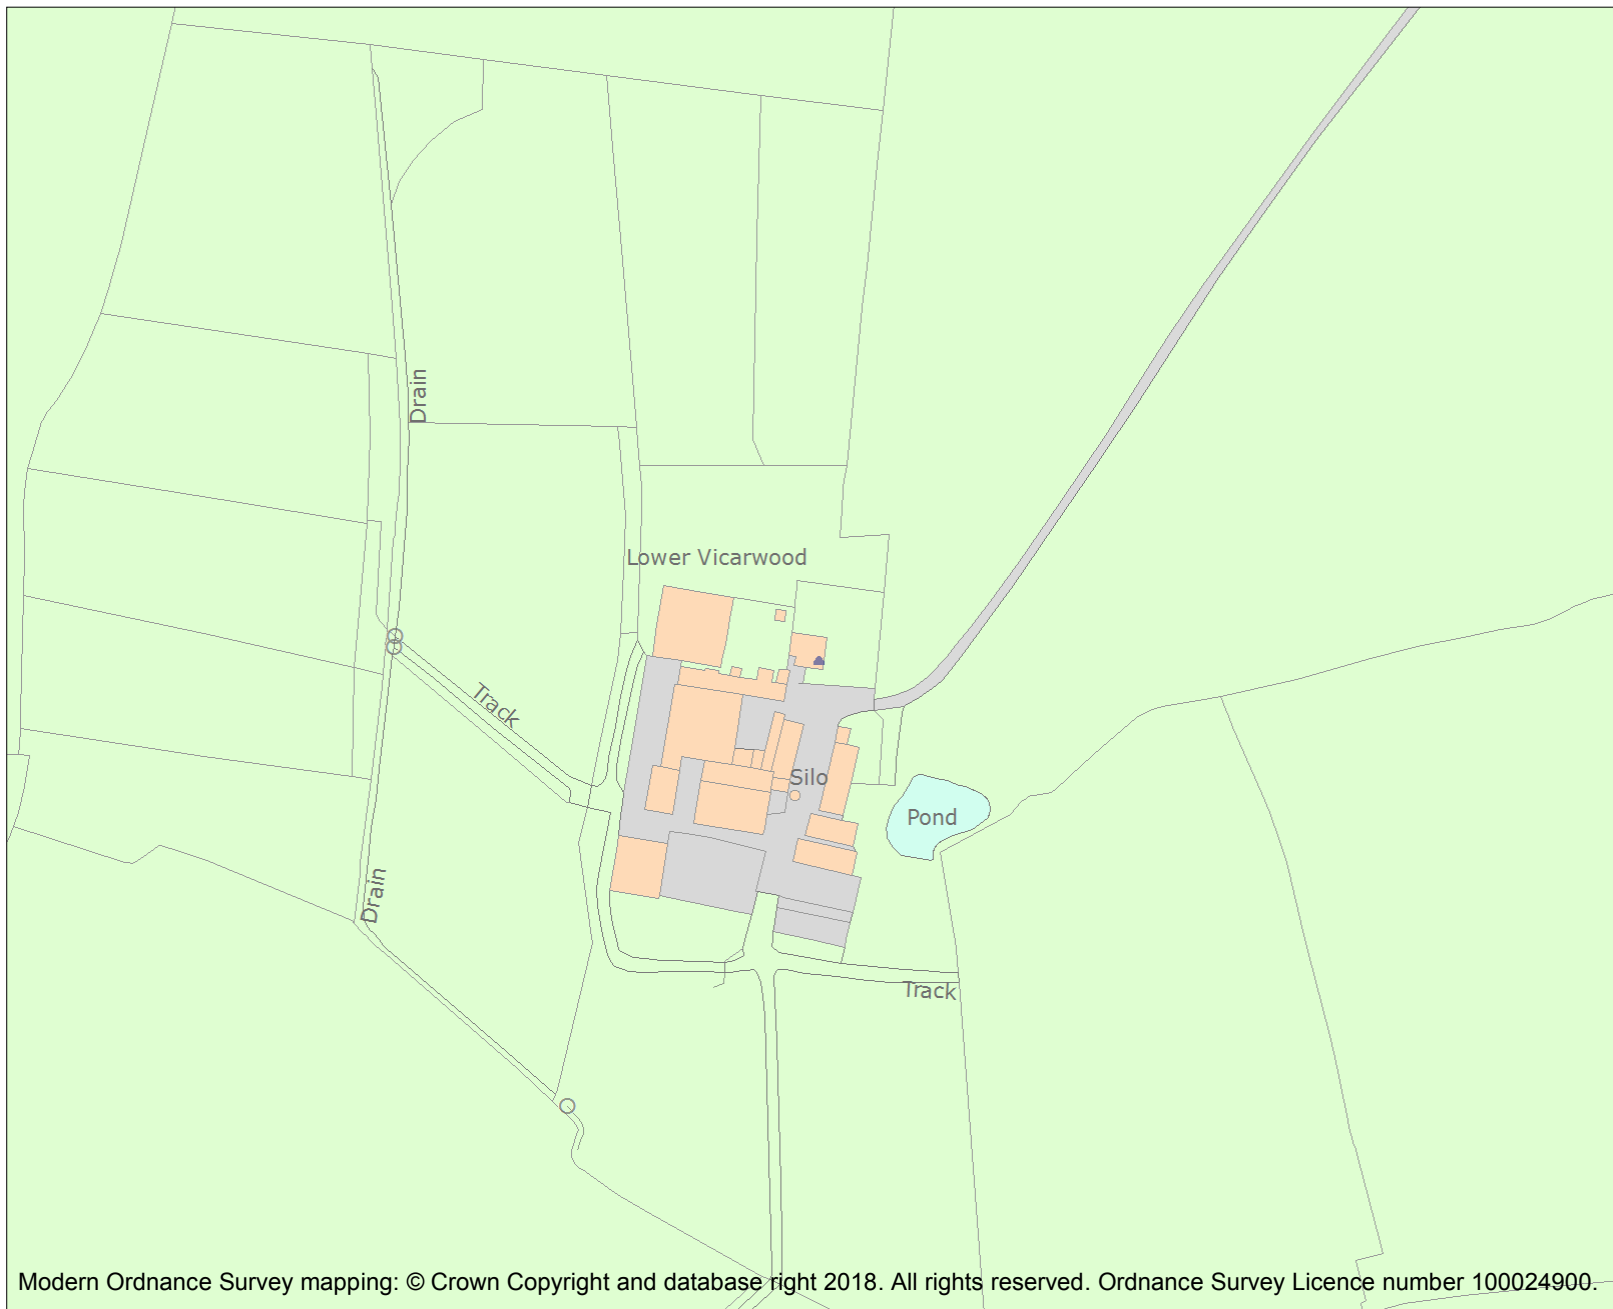 Drain
Lower Vicarwood
Track
Silo
Pond
Drain
Track
Modern Ordnance Survey mapping: © Crown Copyright and database right 2018. All rights reserved. Ordnance Survey Licence number 100024900.